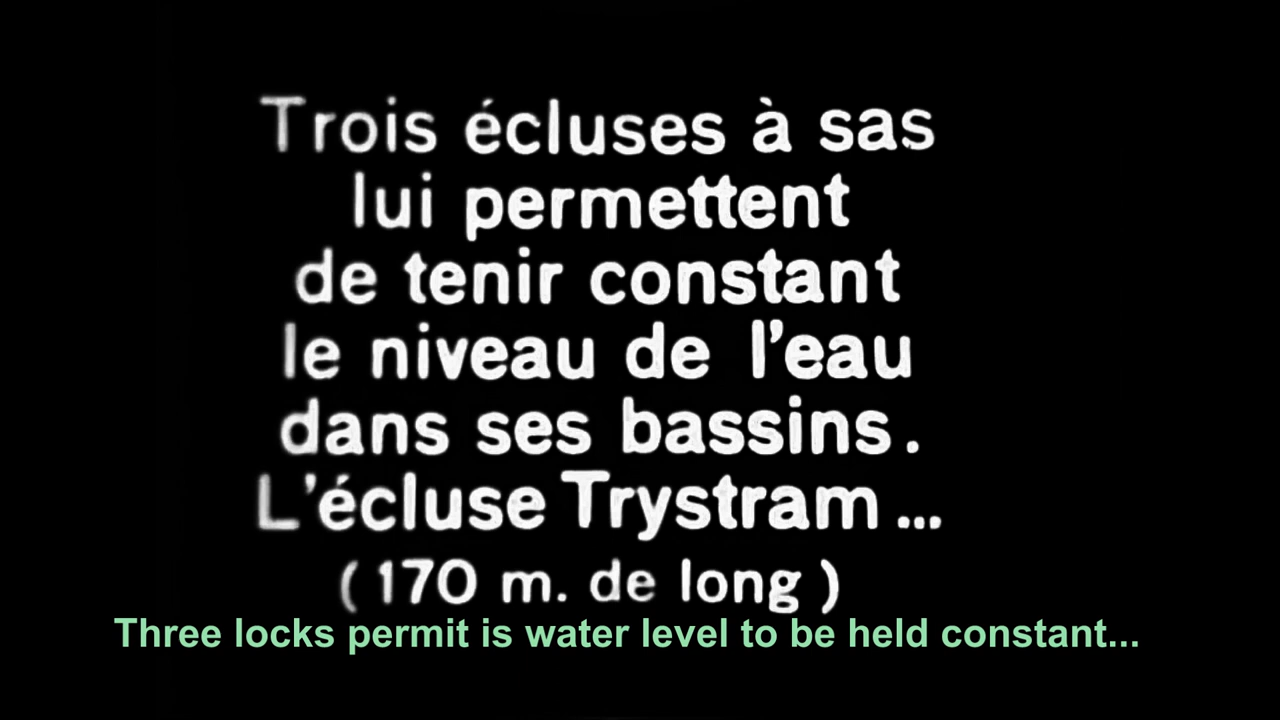 Trois écluses à sas
lui permettent
de tenir constant
le niveau de l'eau
dans ses bassins.
L'écluse Trystram...
(170 m. de long)
Three locks permit is water level to be held constant...